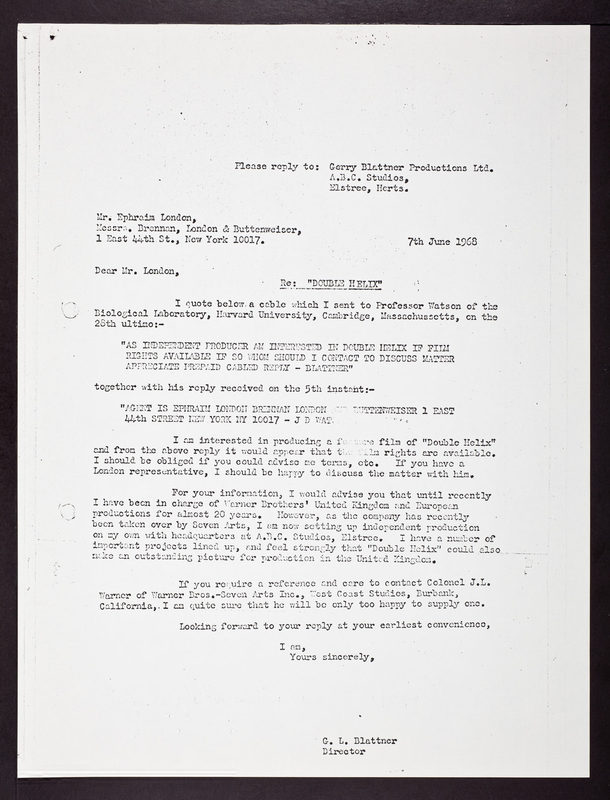 Please reply to: Gerry Blattner Productions Ltd.
A.B.C. Studios,
Elstree, Herts.
Mr. Ephraim London,
Messrs. Brennan, London & Buttenweiser,
1 East 44th St., New York 10017.
7th June 1968
Dear Mr. London,
Re: "DOUBLE HELIX"
I quote below a cable which I sent to Professor Watson of the
Biological Laboratory, Harvard University, Cambridge, Massachussetts, on the
28th ultimo:-
"AS INDEPENDENT PRODUCER AM INTERESTED IN DOUBLE HELIX IF FILM
RIGHTS AVAILABLE IF SO WHOM SHOULD I CONTACT TO DISCUSS MATTER
APPRECIATE PREPAID CABLED REPLY - BLATTNER"
together with his reply received on the 5th instant:-
"AGENT IS EPHRAIM LONDON BRENNAN LONDON BUTTENWEISER 1 EAST
44th STREET NEW YORK NY 10017 - J D WAT
I am interested in producing a film of "Double Helix"
and from the above reply it would appear that the film rights are available.
I should be obliged if you could advise me terms, etc. If you have a
London representative, I should be happy to discuss the matter with him.
For your information, I would advise you that until recently
I have been in charge of Warner Brothers' United Kingdom and European
productions for almost 20 years. However, as the company has recently
been taken over by Seven Arts, I am now setting up independent production
on my own with headquarters at A.B.C. Studios, Elstree. I have a number of
important projects lined up, and feel strongly that "Double Helix" could also
make an outstanding picture for production in the United Kingdom.
If you require a reference and care to contact Colonel J.L.
Warner of Warner Bros.-Seven Arts Inc., West Coast Studios, Burbank,
California, I am quite sure that he will be only too happy to supply one.
Looking forward to your reply at your earliest convenience,
I am,
Yours sincerely,
G. L. Blattner
Director